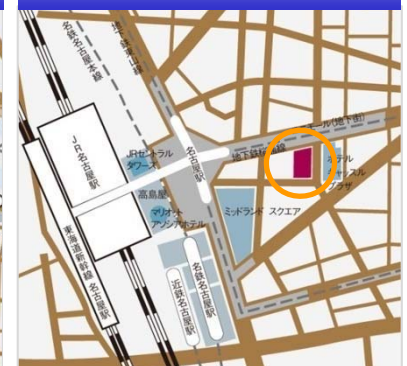 名鉄名古屋本線
地下鉄東山線
JR名古屋駅
JRセントラル
タワーズ
名古屋駅
地下鉄桜通線
モール(地下街)
ホテル
キャッスル
プラザ
高島屋
マリオット
アソシアホテル
ミッドランド スクエア
東海道新幹線 名古屋駅
近鉄名古屋駅
名鉄名古屋駅